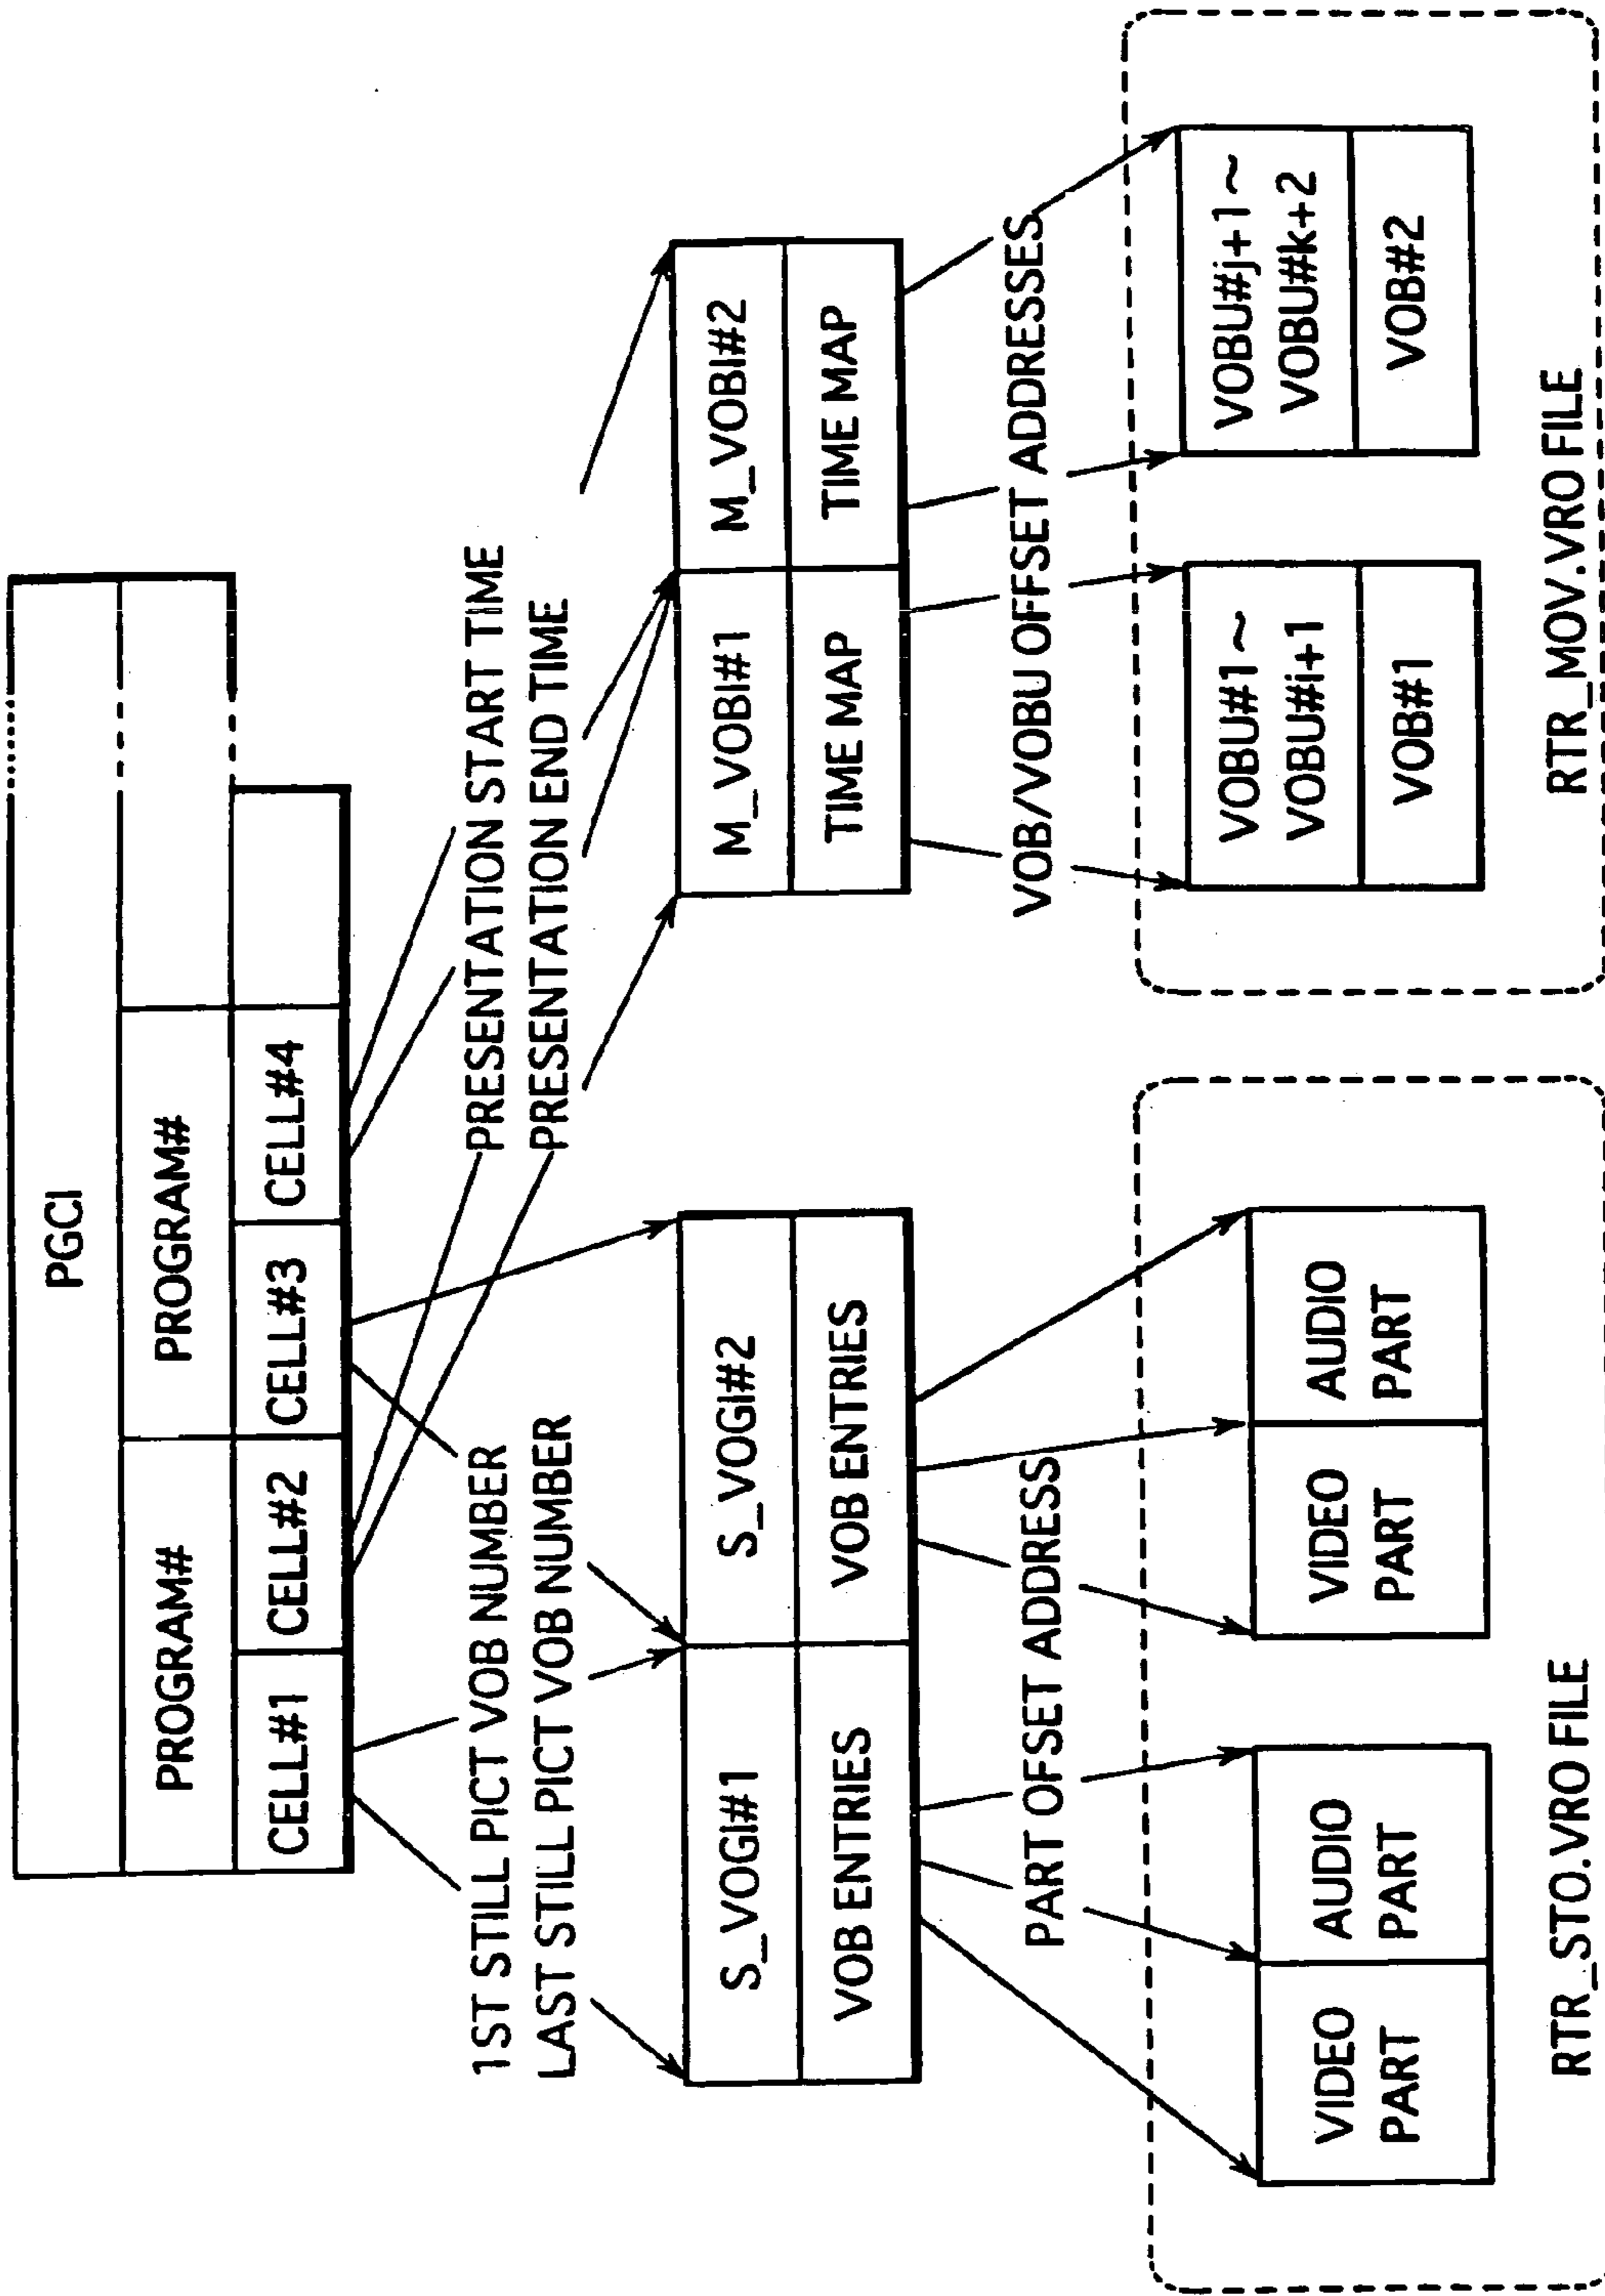 PGCI
PROGRAM#
PROGRAM#
CELL#1
CELL#2
CELL#3
CELL#4
1ST STILL PICT VOB NUMBER
LAST STILL PICT VOB NUMBER
PRESENTATION START TIME
PRESENTATION END TIME
S_VOGI#1
S_VOGI#2
VOB ENTRIES
VOB ENTRIES
M_VOBI#1
M_VOBI#2
TIME MAP
TIME MAP
PART OFFSET ADDRESS
VOB/VOBU OFFSET ADDRESSES
VIDEO
PART
AUDIO
PART
VIDEO
PART
AUDIO
PART
RTR_STO.VRO FILE
VOBU#1~
VOBU#i+1
VOB#1
VOBU#j+1~
VOBU#k+2
VOB#2
RTR_MOV.VRO FILE